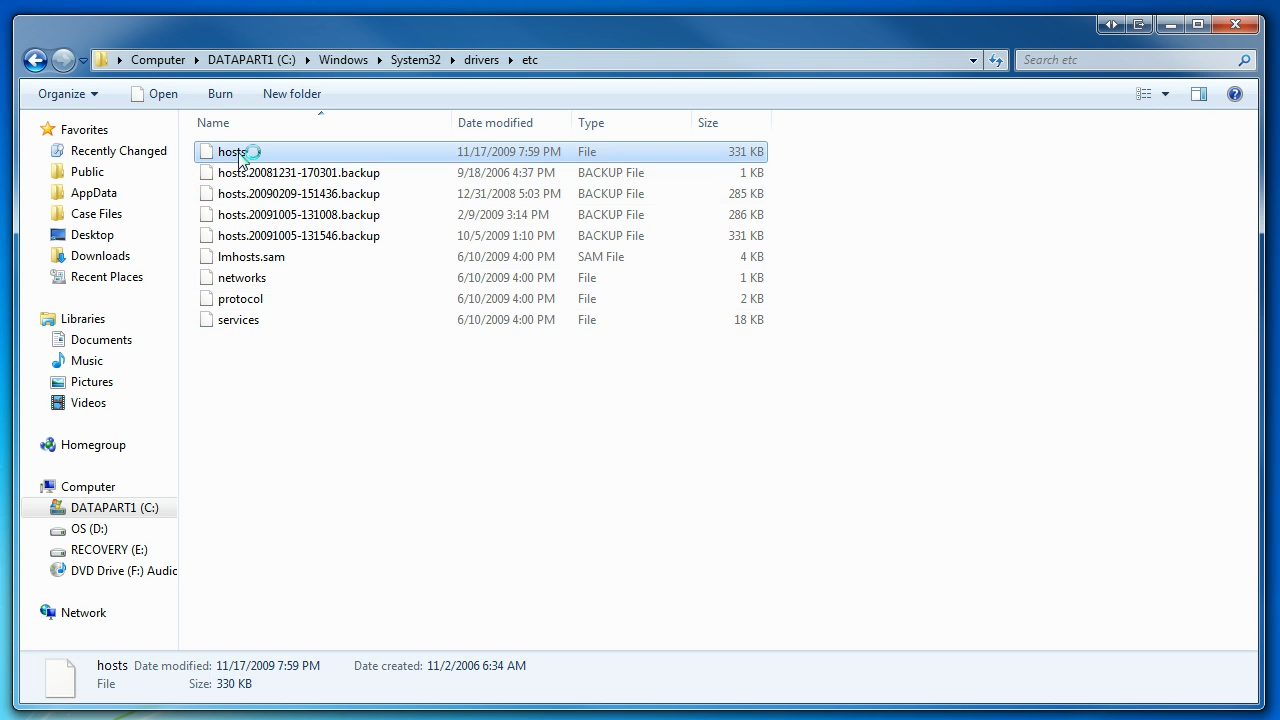 Computer DATAPART1 (C:) Windows System32 drivers etc Search etc
Organize Open Burn New folder
Name Date modified Type Size
Favorites
Recently Changed
Public
AppData
Case Files
Desktop
Downloads
Recent Places
Libraries
Documents
Music
Pictures
Videos
Homegroup
Computer
DATAPART1 (C:)
OS (D:)
RECOVERY (E:)
DVD Drive (F:) Audic
Network
hosts 11/17/2009 7:59 PM File 331 KB
hosts.20081231-170301.backup 9/18/2006 4:37 PM BACKUP File 1 KB
hosts.20090209-151436.backup 12/31/2008 5:03 PM BACKUP File 285 KB
hosts.20091005-131008.backup 2/9/2009 3:14 PM BACKUP File 286 KB
hosts.20091005-131546.backup 10/5/2009 1:10 PM BACKUP File 331 KB
lmhosts.sam 6/10/2009 4:00 PM SAM File 4 KB
networks 6/10/2009 4:00 PM File 1 KB
protocol 6/10/2009 4:00 PM File 2 KB
services 6/10/2009 4:00 PM File 18 KB
hosts Date modified: 11/17/2009 7:59 PM Date created: 11/2/2006 6:34 AM
File Size: 330 KB